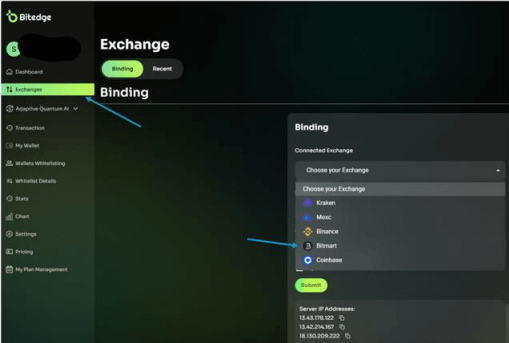 Bitedge
S
Exchange
Dashboard
Binding
Recent
Exchanges
Binding
Adaptive Quantum AI
Transaction
My Wallet
Wallets Whitelisting
Whitelist Details
Stats
Chart
Settings
Pricing
My Plan Management
Binding
Connected Exchange
Choose your Exchange
Choose your Exchange
Kraken
Mexc
Binance
Bitmart
Coinbase
Submit
Server IP Addresses:
13.43.178.122
13.42.214.167
18.130.209.222